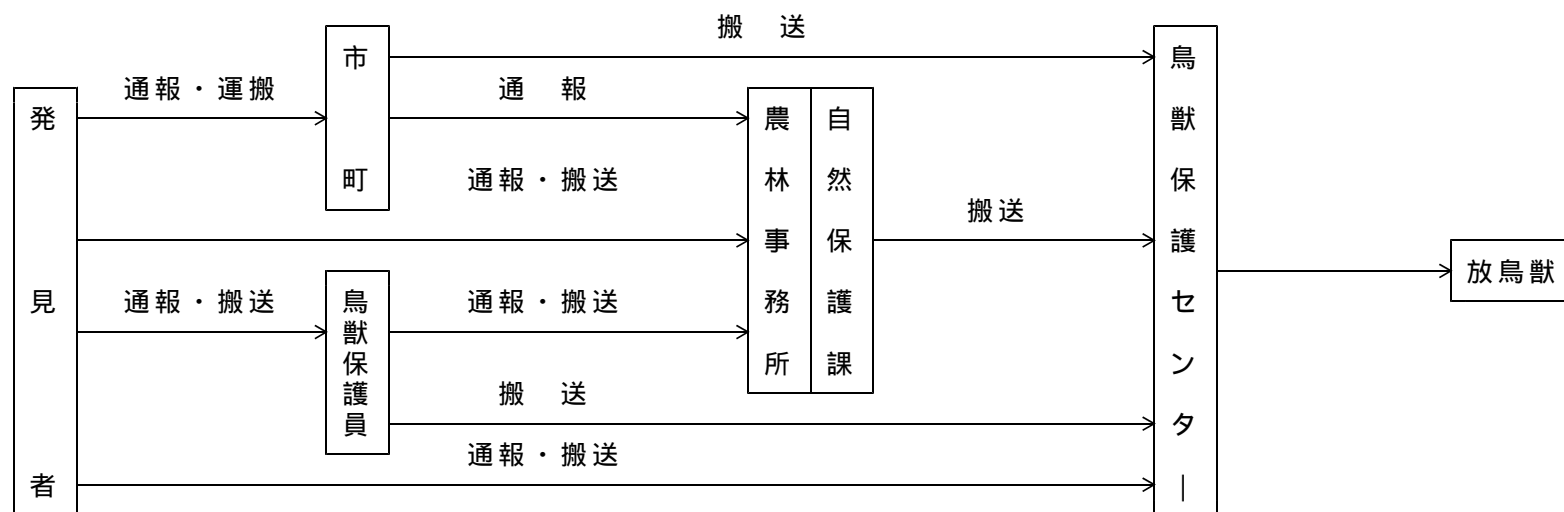 搬 送
通報・運搬
市町
通 報
発見者
農林事務所
自然保護課
鳥獣保護センター
通報・搬送
搬送
放鳥獣
通報・搬送
鳥獣保護員
通報・搬送
搬 送
通報・搬送